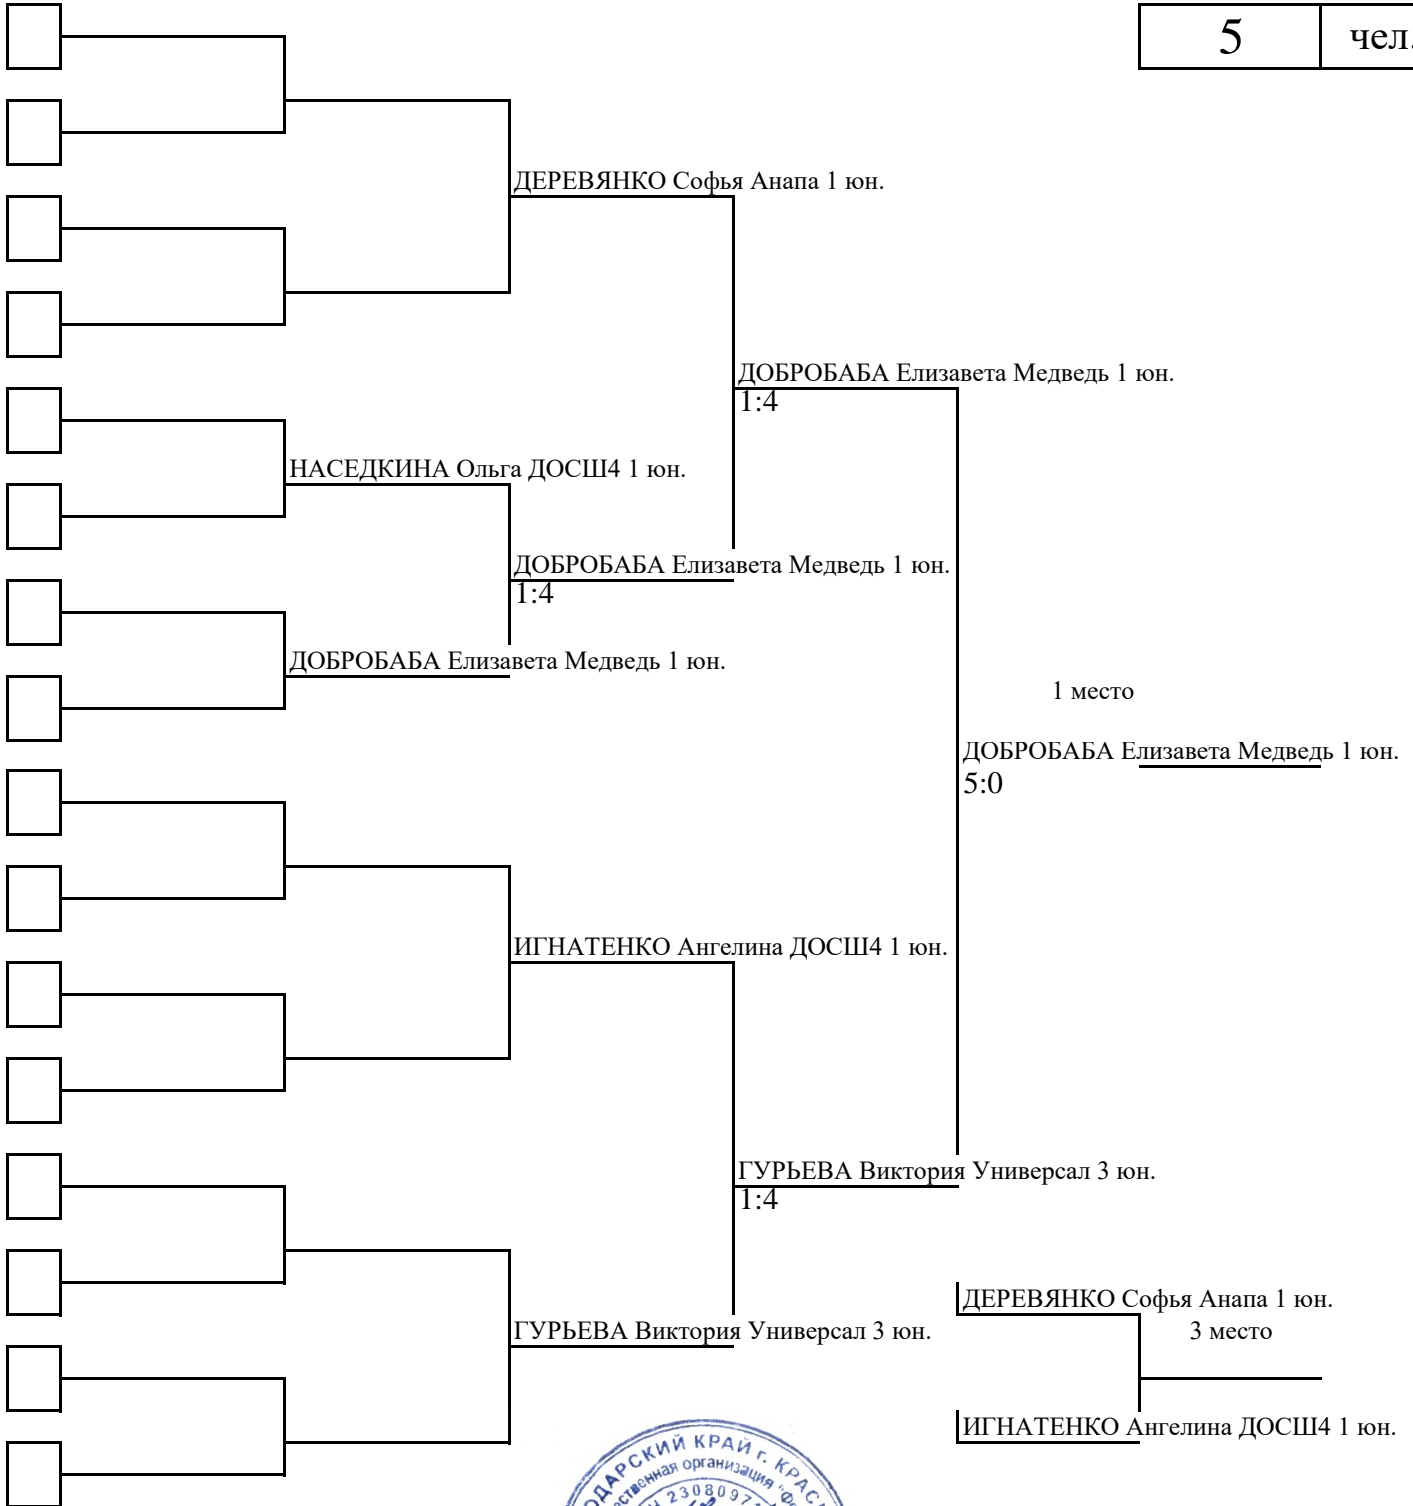 5 чел.
ДЕРЕВЯНКО Софья Анапа 1 юн.
ДОБРОБАБА Елизавета Медведь 1 юн.
1:4
НАСЕДКИНА Ольга ДОСШ4 1 юн.
ДОБРОБАБА Елизавета Медведь 1 юн.
1:4
ДОБРОБАБА Елизавета Медведь 1 юн.
1 место
ДОБРОБАБА Елизавета Медведь 1 юн.
5:0
ИГНАТЕНКО Ангелина ДОСШ4 1 юн.
ГУРЬЕВА Виктория Универсал 3 юн.
1:4
ДЕРЕВЯНКО Софья Анапа 1 юн.
ГУРЬЕВА Виктория Универсал 3 юн.
3 место
ИГНАТЕНКО Ангелина ДОСШ4 1 юн.
КРАЙ г.
организация